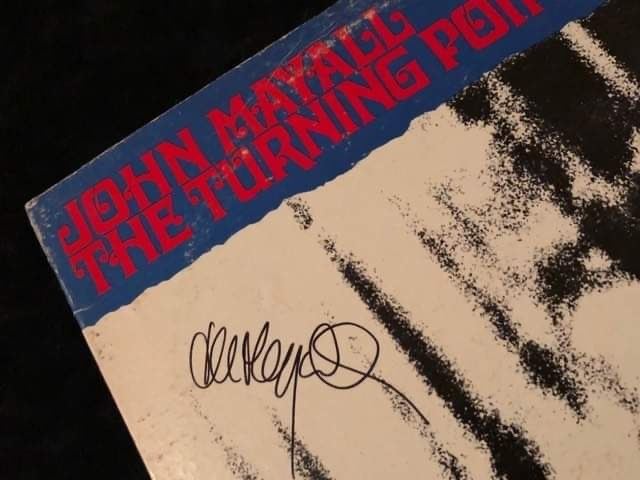 JOHN MAYALL
THE TURNING POI